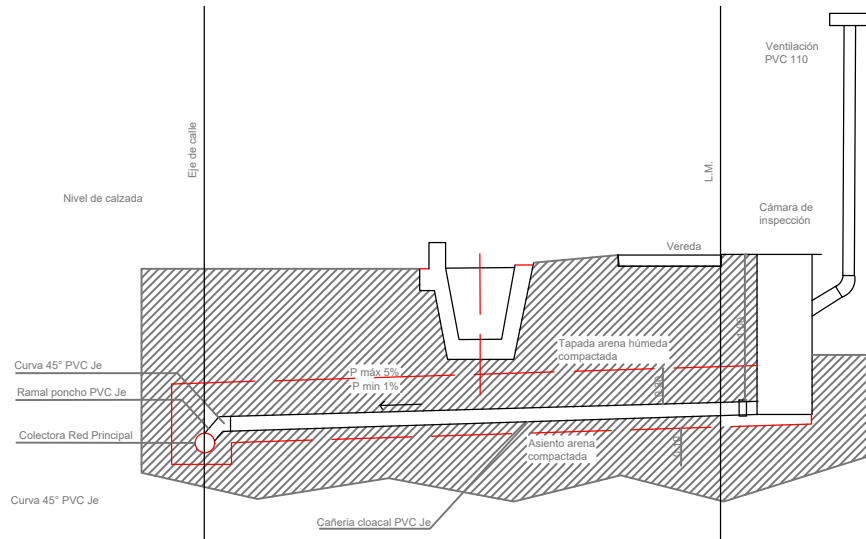 Ventilación
PVC 110
Eje de calle
L.M.
Nivel de calzada
Cámara de
inspección
Vereda
Tapada arena húmeda
compactada
Curva 45° PVC Je
P máx 5%
P min 1%
Ramal poncho PVC Je
Colectora Red Principal
Asiento arena
compactada
Curva 45° PVC Je
Cañeria cloacal PVC Je